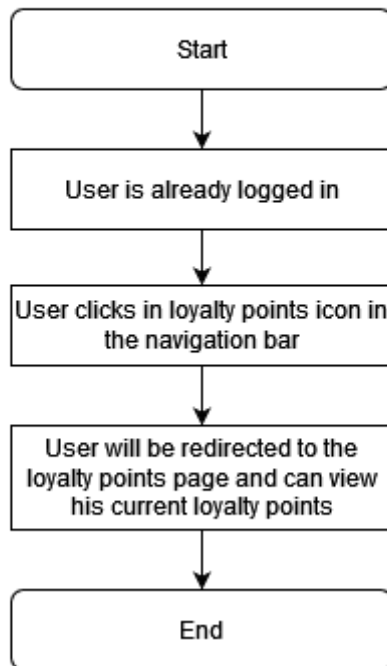 Start
User is already logged in
User clicks in loyalty points icon in
the navigation bar
User will be redirected to the
loyalty points page and can view
his current loyalty points
End